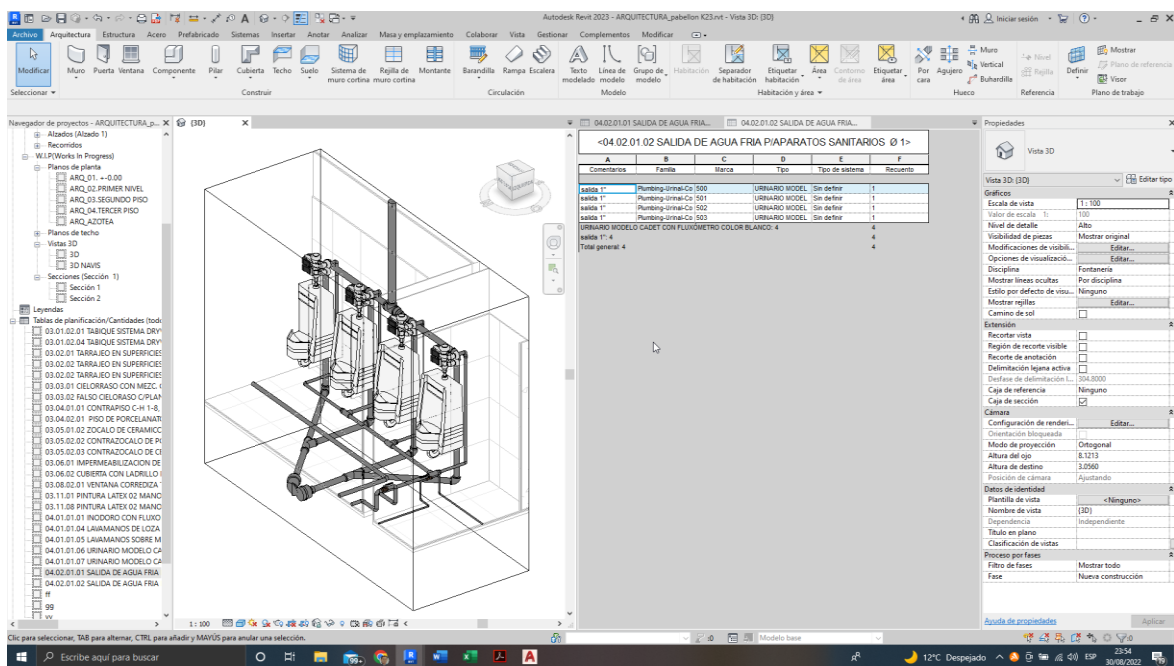 Autodesk Revit 2023 - ARQUITECTURA_pabellon K23.rvt - Vista 3D: {3D}
Iniciar sesión
Archivo Arquitectura Estructura Acero Prefabricado Sistemas Insertar Anotar Analizar Masa y emplazamiento Colaborar Vista Gestionar Complementos Modificar
Modificar Muro Puerta Ventana Componente Pilar Cubierta Techo Suelo Sistema de muro cortina Rejilla de muro cortina Montante Barandilla Rampa Escalera Texto modelado Línea de modelo Grupo de modelo Habitación Separador de habitación Etiquetar habitación Área Contorno de área Etiquetar área Por cara Agujero Muro Vertical Buhardilla Nivel Rejilla Definir Mostrar Plano de referencia Visor
Seleccionar Construir Circulación Modelo Habitación y área Hueco Referencia Plano de trabajo
Navegador de proyectos - ARQUITECTURA_p...
Alzados (Alzado 1)
Recorridos
W.I.P(Works In Progress)
Planos de planta
ARQ_01. +-0.00
ARQ_02.PRIMER NIVEL
ARQ_03.SEGUNDO PISO
ARQ_04.TERCER PISO
ARQ_AZOTEA
Planos de techo
Vistas 3D
3D
3D NAVIS
Secciones (Sección 1)
Sección 1
Sección 2
Leyendas
Tablas de planificación/Cantidades (tod
03.01.02.01 TABIQUE SISTEMA DRY
03.01.02.04 TABIQUE SISTEMA DRY
03.02.01 TARRAJEO EN SUPERFICIES
03.02.02 TARRAJEO EN SUPERFICIES
03.02.02 TARRAJEO EN SUPERFICIES
03.03.01 CIELORRASO CON MEZC. 
03.03.02 FALSO CIELORASO C/PLAN
03.04.01.01 CONTRAPISO C-H 1-8,
03.04.02.01 PISO DE PORCELANAT
03.05.01.02 ZOCALO DE CERAMICC
03.05.02.02 CONTRAZOCALO DE P
03.05.02.03 CONTRAZOCALO DE C
03.06.01 IMPERMEABILIZACION DE
03.06.02 CUBIERTA CON LADRILLO
03.08.02.01 VENTANA CORREDIZA
03.11.01 PINTURA LATEX 02 MANO
03.11.08 PINTURA LATEX 02 MANO
04.01.01.01 INODORO CON FLUXO
04.01.01.04 LAVAMANOS DE LOZA
04.01.01.05 LAVAMANOS SOBRE M
04.01.01.06 URINARIO MODELO CA
04.01.01.07 URINARIO MODELO CA
04.02.01.01 SALIDA DE AGUA FRIA
04.02.01.02 SALIDA DE AGUA FRIA
ff
gg
{3D}
1 : 100
04.02.01.01 SALIDA DE AGUA FRIA... 04.02.01.02 SALIDA DE AGUA FRIA...
<04.02.01.02 SALIDA DE AGUA FRIA P/APARATOS SANITARIOS Ø 1>
A B C D E F
Comentarios Familia Marca Tipo Tipo de sistema Recuento
salida 1" Plumbing-Urinal-Co 500 URINARIO MODEL Sin definir 1
salida 1" Plumbing-Urinal-Co 501 URINARIO MODEL Sin definir 1
salida 1" Plumbing-Urinal-Co 502 URINARIO MODEL Sin definir 1
salida 1" Plumbing-Urinal-Co 503 URINARIO MODEL Sin definir 1
URINARIO MODELO CADET CON FLUXÓMETRO COLOR BLANCO: 4 4
salida 1": 4 4
Total general: 4 4
Propiedades
Vista 3D
Vista 3D: {3D} Editar tipo
Gráficos
Escala de vista 1 : 100
Valor de escala 1: 100
Nivel de detalle Alto
Visibilidad de piezas Mostrar original
Modificaciones de visibili... Editar...
Opciones de visualizació... Editar...
Disciplina Fontanería
Mostrar líneas ocultas Por disciplina
Estilo por defecto de visu... Ninguno
Mostrar rejillas Editar...
Camino de sol
Extensión
Recortar vista
Región de recorte visible
Recorte de anotación
Delimitación lejana activa
Desfase de delimitación l... 304.8000
Caja de referencia Ninguno
Caja de sección
Cámara
Configuración de renderi... Editar...
Orientación bloqueada
Modo de proyección Ortogonal
Altura del ojo 8.1213
Altura de destino 3.0560
Posición de cámara Ajustando
Datos de identidad
Plantilla de vista <Ninguno>
Nombre de vista {3D}
Dependencia Independiente
Título en plano
Clasificación de vistas
Proceso por fases
Filtro de fases Mostrar todo
Fase Nueva construcción
Ayuda de propiedades Aplicar
Clic para seleccionar, TAB para alternar, CTRL para añadir y MAYÚS para anular una selección.
:0 Modelo base :0
Escribe aquí para buscar
99+
12°C Despejado ESP 23:54
30/08/2022